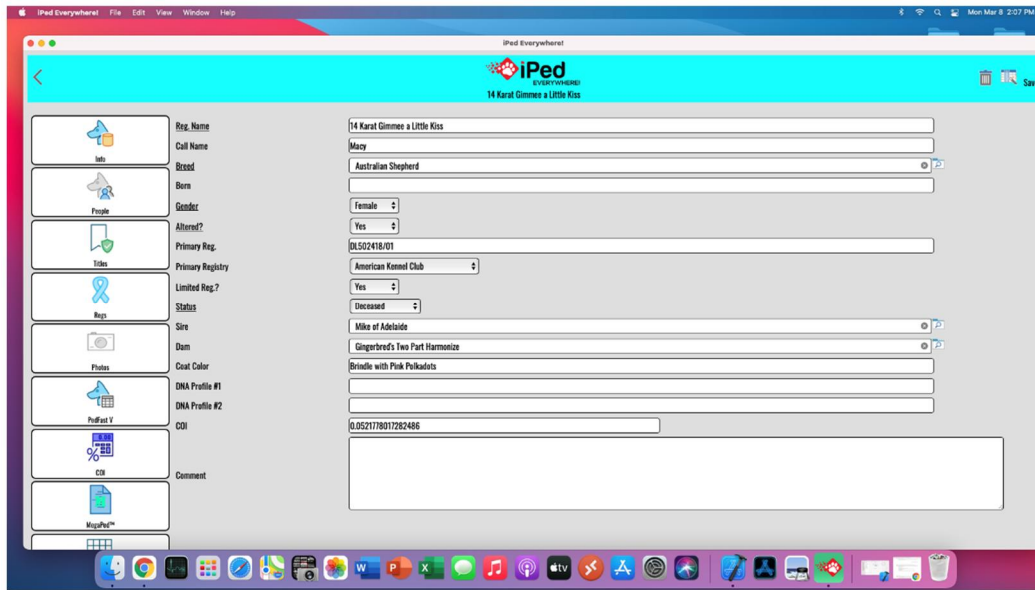 iPed Everywhere! File Edit View Window Help Mon Mar 8 2:07 PM
iPed Everywhere!
iPed
EVERYWHERE!
14 Karat Gimmee a Little Kiss
Sav
Info
People
Titles
Regs
Photos
PedFast V
COI
MugaPed™
Reg. Name 14 Karat Gimmee a Little Kiss
Call Name Macy
Breed Australian Shepherd
Born
Gender Female
Altered? Yes
Primary Reg. DL502418/01
Primary Registry American Kennel Club
Limited Reg.? Yes
Status Deceased
Sire Mike of Adelaide
Dam Gingerbred's Two Part Harmonize
Coat Color Brindle with Pink Polkadots
DNA Profile #1
DNA Profile #2
COI 0.0521778017282486
Comment
W P X tv